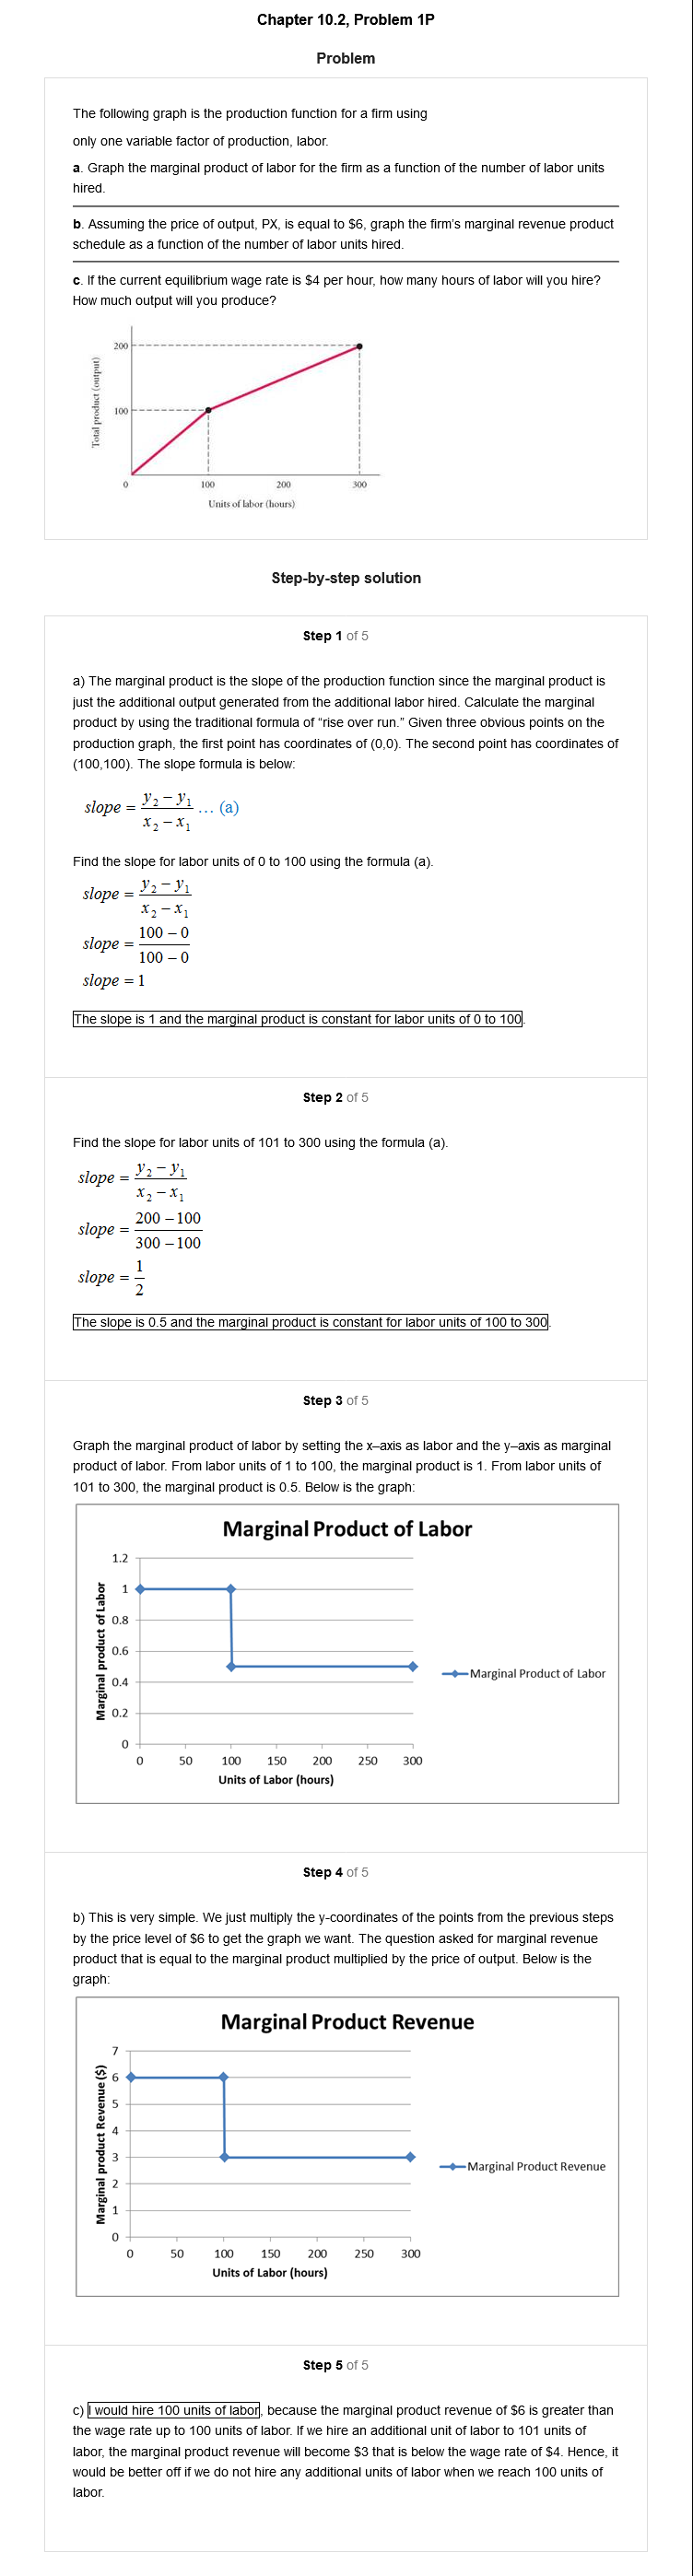 Chapter 10.2, Problem 1P
Problem
The following graph is the production function for a firm using
only one variable factor of production, labor.
a. Graph the marginal product of labor for the firm as a function of the number of labor units
hired.
b. Assuming the price of output, PX, is equal to $6, graph the firm's marginal revenue product
schedule as a function of the number of labor units hired.
c. If the current equilibrium wage rate is $4 per hour, how many hours of labor will you hire?
How much output will you produce?
Total product (output)
200
100
0 100 200 300
Units of labor (hours)
Step-by-step solution
Step 1 of 5
a) The marginal product is the slope of the production function since the marginal product is
just the additional output generated from the additional labor hired. Calculate the marginal
product by using the traditional formula of “rise over run.” Given three obvious points on the
production graph, the first point has coordinates of (0,0). The second point has coordinates of
(100,100). The slope formula is below:
slope = (y₂ − y₁)/(x₂ − x₁) ... (a)
Find the slope for labor units of 0 to 100 using the formula (a).
slope = (y₂ − y₁)/(x₂ − x₁)
slope = (100 − 0)/(100 − 0)
slope = 1
The slope is 1 and the marginal product is constant for labor units of 0 to 100.
Step 2 of 5
Find the slope for labor units of 101 to 300 using the formula (a).
slope = (y₂ − y₁)/(x₂ − x₁)
slope = (200 − 100)/(300 − 100)
slope = 1/2
The slope is 0.5 and the marginal product is constant for labor units of 100 to 300.
Step 3 of 5
Graph the marginal product of labor by setting the x–axis as labor and the y–axis as marginal
product of labor. From labor units of 1 to 100, the marginal product is 1. From labor units of
101 to 300, the marginal product is 0.5. Below is the graph:
Marginal Product of Labor
Marginal product of Labor
1.2
1
0.8
0.6
0.4
0.2
0
0 50 100 150 200 250 300
Units of Labor (hours)
Marginal Product of Labor
Step 4 of 5
b) This is very simple. We just multiply the y-coordinates of the points from the previous steps
by the price level of $6 to get the graph we want. The question asked for marginal revenue
product that is equal to the marginal product multiplied by the price of output. Below is the
graph:
Marginal Product Revenue
Marginal product Revenue ($)
7
6
5
4
3
2
1
0
0 50 100 150 200 250 300
Units of Labor (hours)
Marginal Product Revenue
Step 5 of 5
c) I would hire 100 units of labor, because the marginal product revenue of $6 is greater than
the wage rate up to 100 units of labor. If we hire an additional unit of labor to 101 units of
labor, the marginal product revenue will become $3 that is below the wage rate of $4. Hence, it
would be better off if we do not hire any additional units of labor when we reach 100 units of
labor.